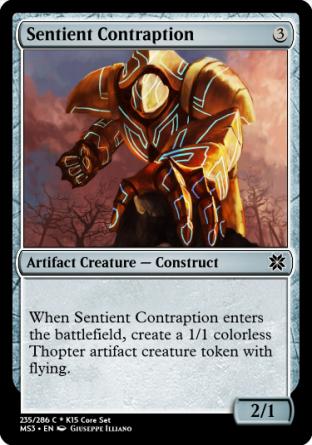 Sentient Contraption 3
Artifact Creature — Construct
When Sentient Contraption enters
the battlefield, create a 1/1 colorless
Thopter artifact creature token with
flying.
2/1
235/286 C * K15 Core Set
MS3 • EN Giuseppe Illiano